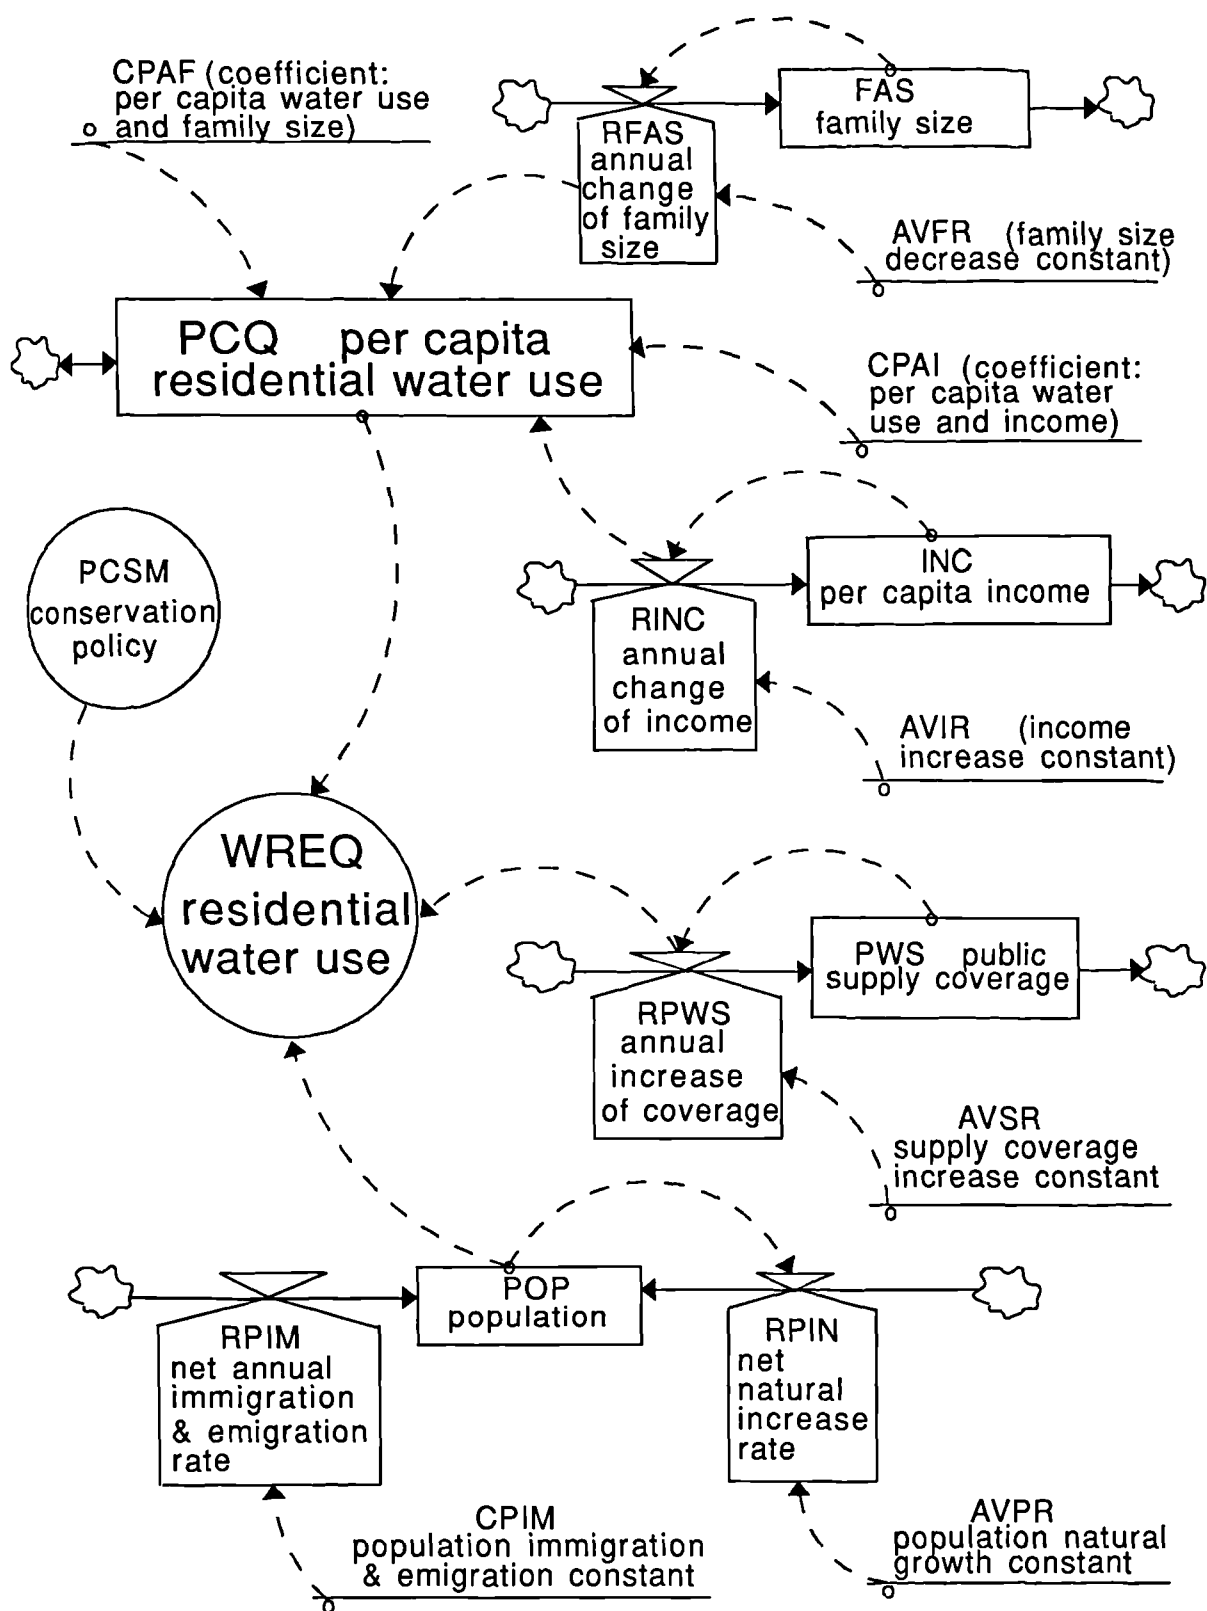 CPAF (coefficient:
per capita water use
and family size)
FAS
family size
RFAS
annual
change
of family
size
AVFR (family size
decrease constant)
PCQ per capita
residential water use
CPAI (coefficient:
per capita water
use and income)
PCSM
conservation
policy
INC
per capita income
RINC
annual
change
of income
AVIR (income
increase constant)
WREQ
residential
water use
PWS public
supply coverage
RPWS
annual
increase
of coverage
AVSR
supply coverage
increase constant
POP
population
RPIM
net annual
immigration
& emigration
rate
RPIN
net
natural
increase
rate
CPIM
population immigration
& emigration constant
AVPR
population natural
growth constant